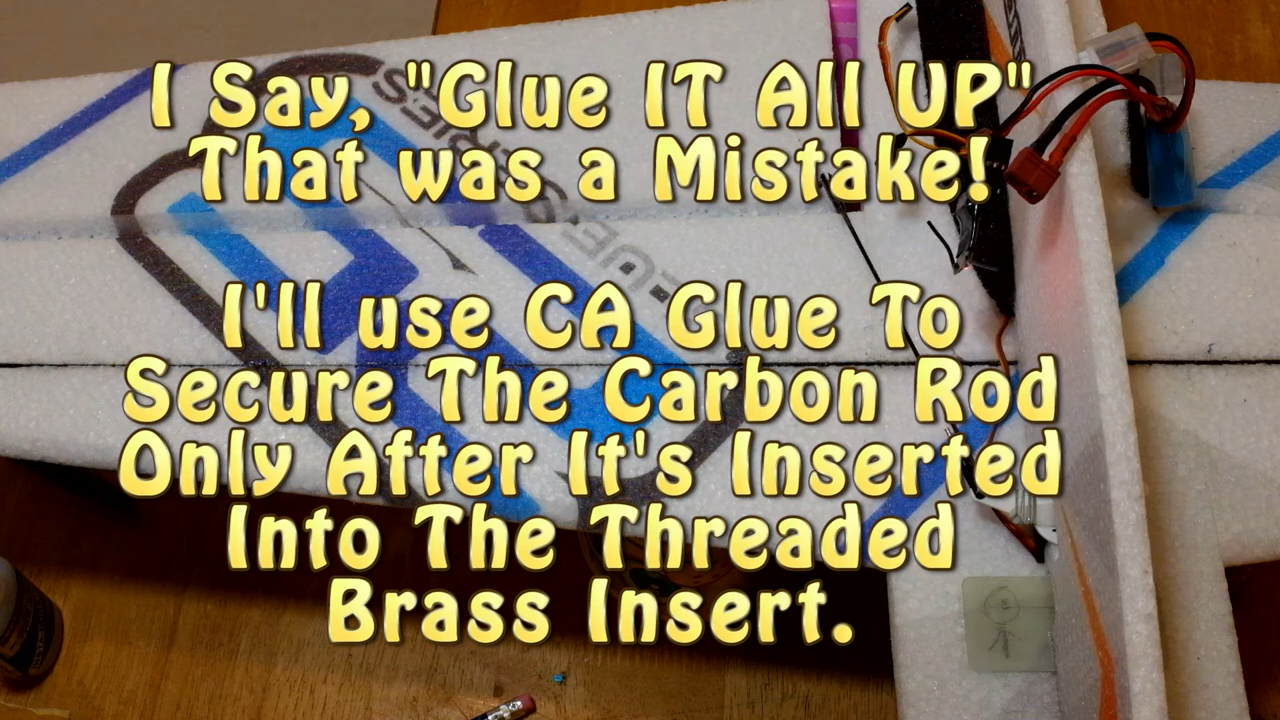 I Say, "Glue IT All UP"
That was a Mistake!
I'll use CA Glue To
Secure The Carbon Rod
Only After It's Inserted
Into The Threaded
Brass Insert.